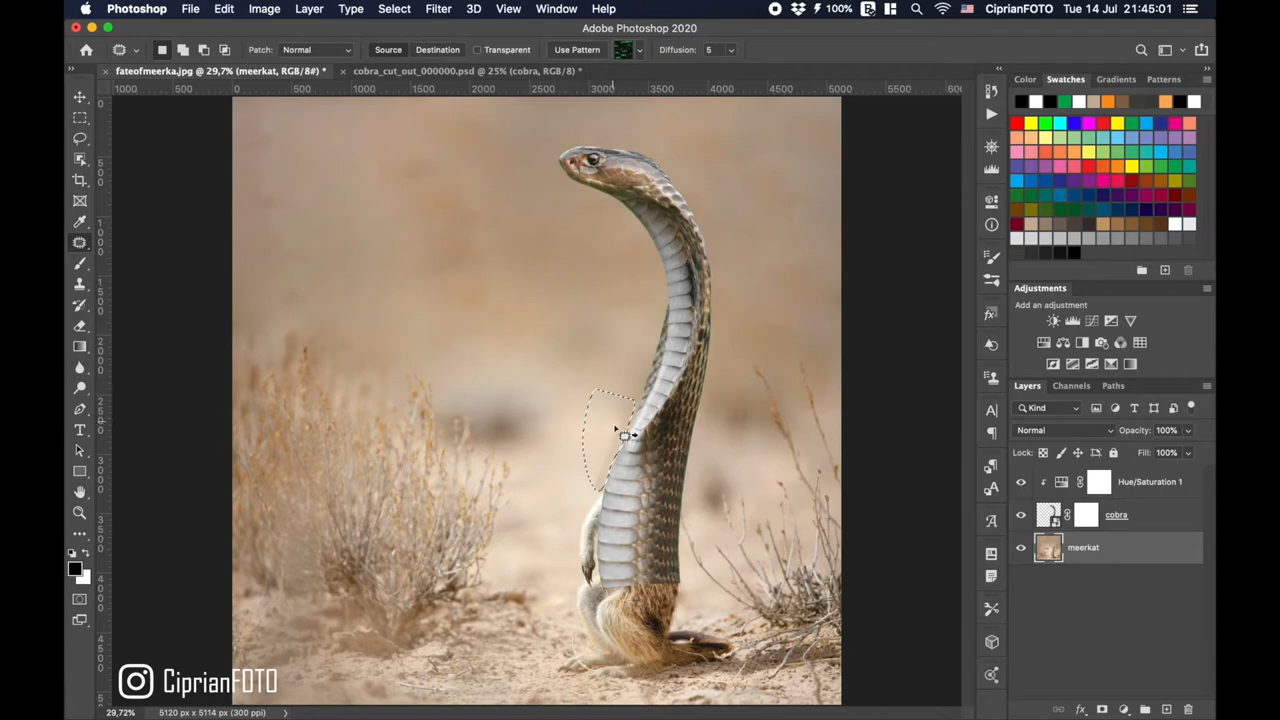 Photoshop File Edit Image Layer Type Select Filter 3D View Window Help 100% CiprianFOTO Tue 14 Jul 21:45:01
Adobe Photoshop 2020
Patch: Normal Source Destination Transparent Use Pattern Diffusion: 5
fateofmeerka.jpg @ 29,7% (meerkat, RGB/8#) * cobra_cut_out_000000.psd @ 25% (cobra, RGB/8) *
1000 500 0 500 1000 1500 2000 2500 3000 3500 4000 4500 5000 5500 6000
Color Swatches Gradients Patterns
Adjustments
Add an adjustment
Layers Channels Paths
Kind
Normal Opacity: 100%
Lock: Fill: 100%
Hue/Saturation 1
cobra
meerkat
CiprianFOTO
29,72% 5120 px x 5114 px (300 ppi)